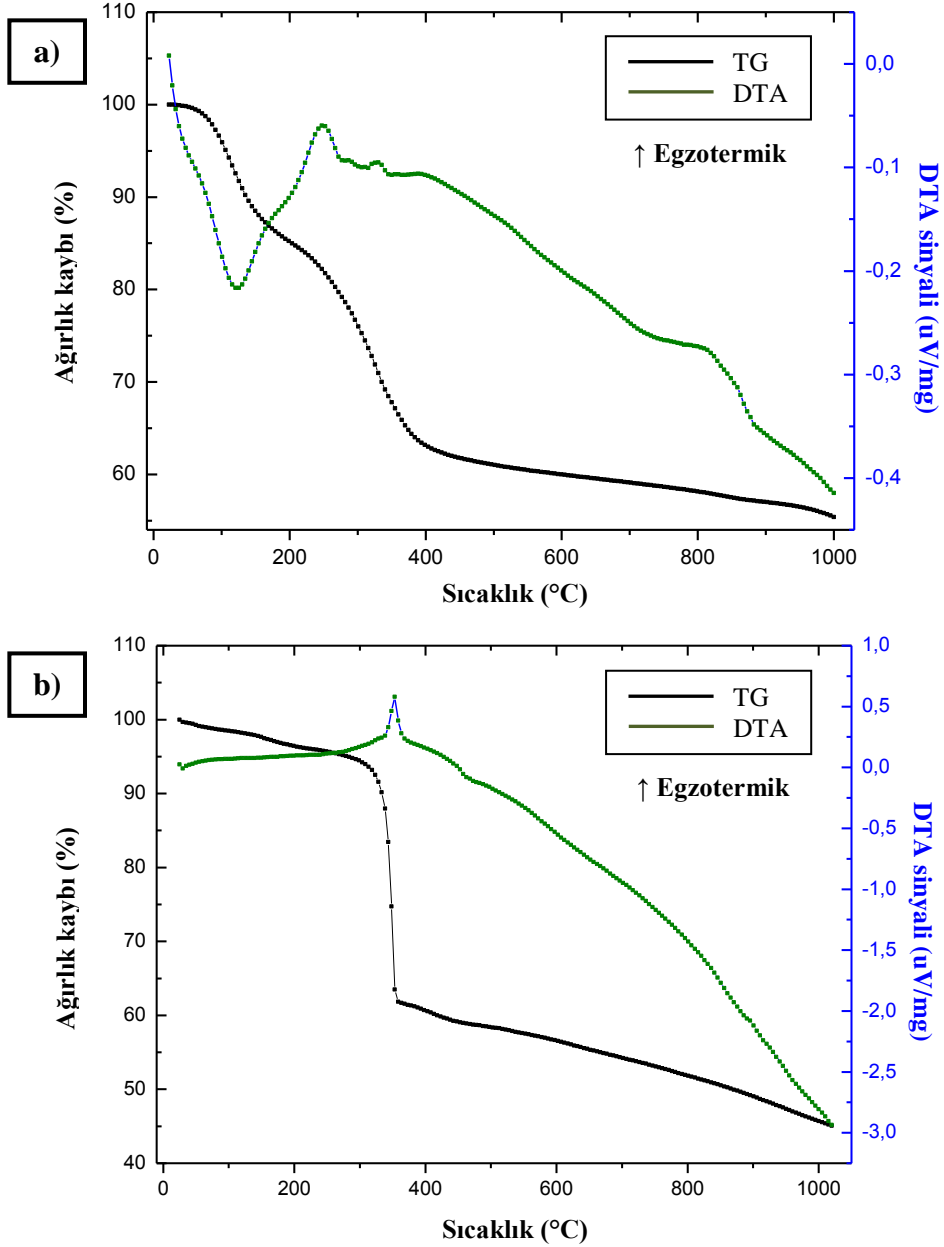 a)
TG
DTA
↑ Egzotermik
110
100
90
80
70
60
Ağırlık kaybı (%)
0,0
-0,1
-0,2
-0,3
-0,4
DTA sinyali (uV/mg)
0 200 400 600 800 1000
Sıcaklık (°C)
b)
TG
DTA
↑ Egzotermik
110
100
90
80
70
60
50
40
Ağırlık kaybı (%)
1,0
0,5
0,0
-0,5
-1,0
-1,5
-2,0
-2,5
-3,0
DTA sinyali (uV/mg)
0 200 400 600 800 1000
Sıcaklık (°C)